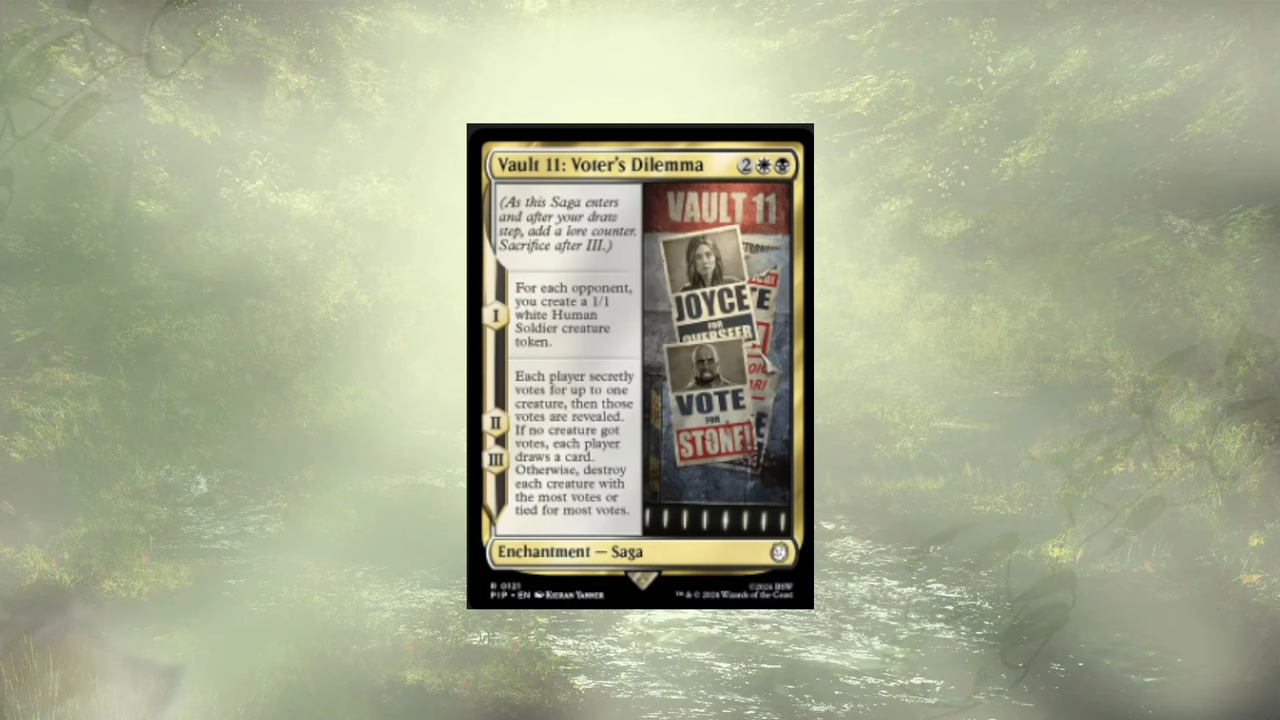 Vault 11: Voter's Dilemma 2
(As this Saga enters
and after your draw
step, add a lore counter.
Sacrifice after III.)
I
For each opponent,
you create a 1/1
white Human
Soldier creature
token.
II
III
Each player secretly
votes for up to one
creature, then those
votes are revealed.
If no creature got
votes, each player
draws a card.
Otherwise, destroy
each creature with
the most votes or
tied for most votes.
VAULT 11
JOYCE
FOR
OVERSEER
VOTE
FOR
STONE!
Enchantment — Saga
R 0121
PIP • EN Kieran Yanner
™ & © 2024 Wizards of the Coast